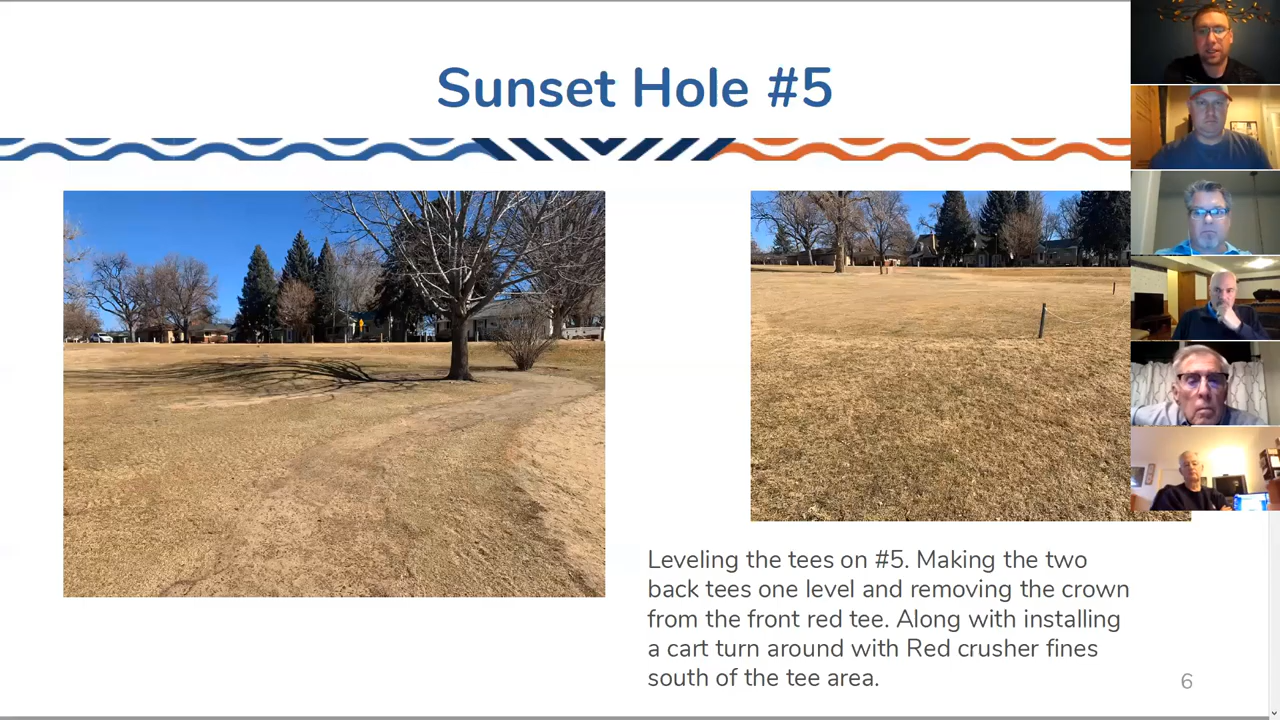 Sunset Hole #5
Leveling the tees on #5. Making the two
back tees one level and removing the crown
from the front red tee. Along with installing
a cart turn around with Red crusher fines
south of the tee area.
6